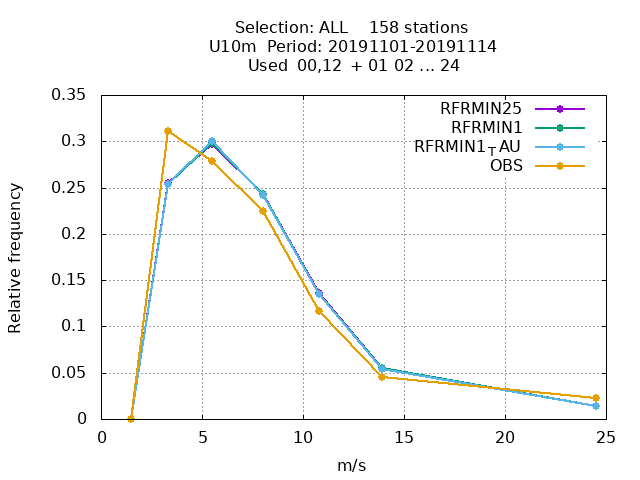 Selection: ALL    158 stations
U10m  Period: 20191101-20191114
Used  00,12  + 01 02 ... 24
0.35
0.3
0.25
0.2
0.15
0.1
0.05
0
Relative frequency
RFRMIN25
RFRMIN1
RFRMIN1_TAU
OBS
0 5 10 15 20 25
m/s